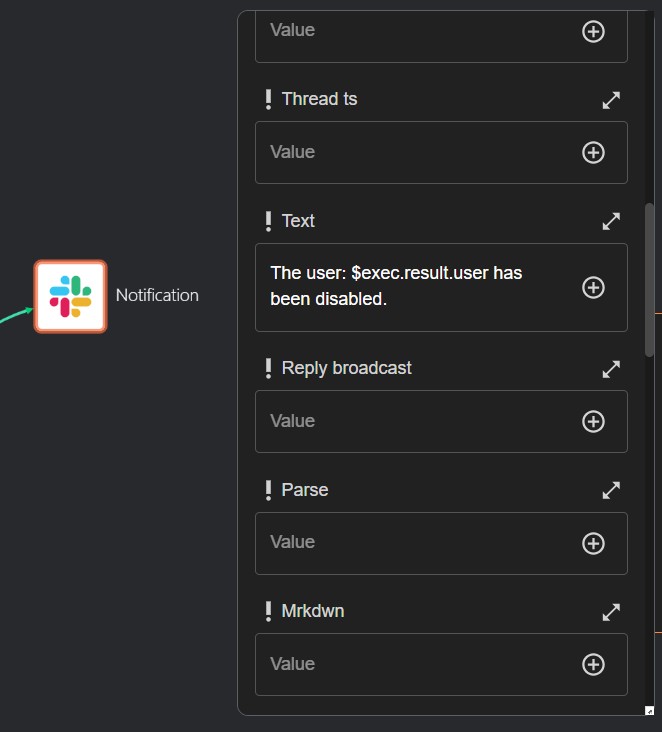 Value
Thread ts
Value
Text
The user: $exec.result.user has
been disabled.
Notification
Reply broadcast
Value
Parse
Value
Mrkdwn
Value